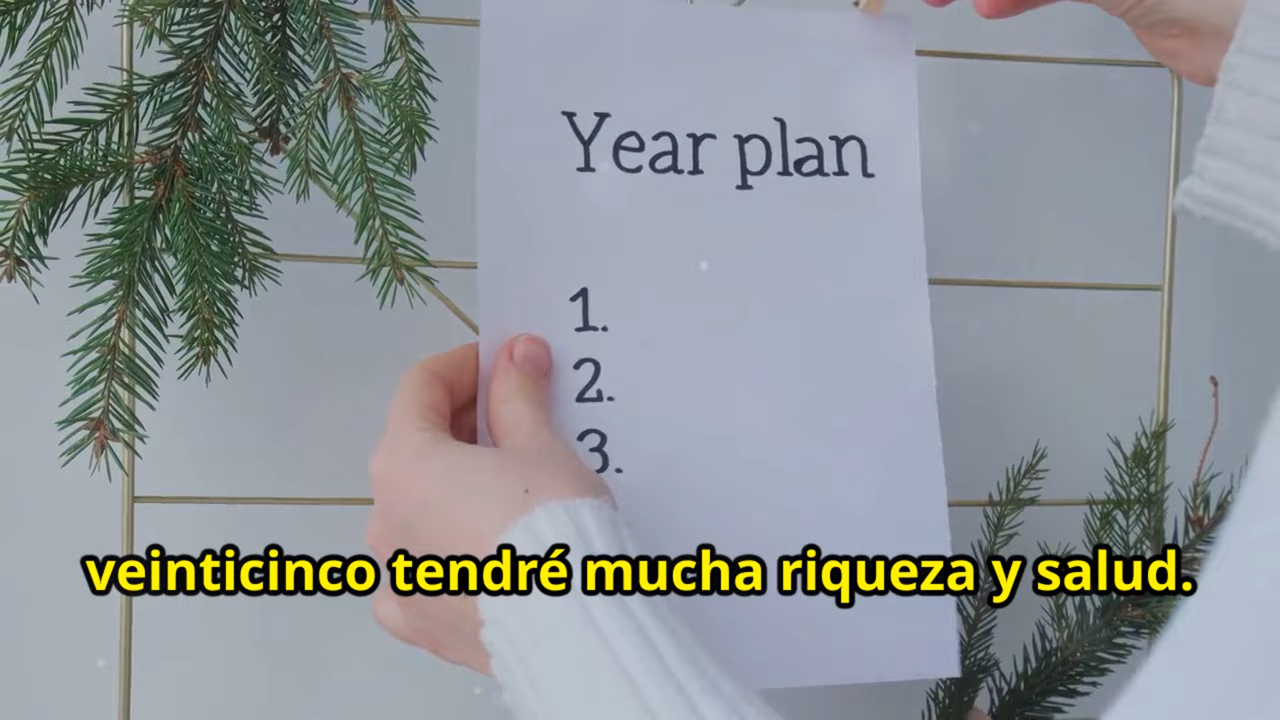 Year plan
1.
2.
3.
veinticinco tendré mucha riqueza y salud.